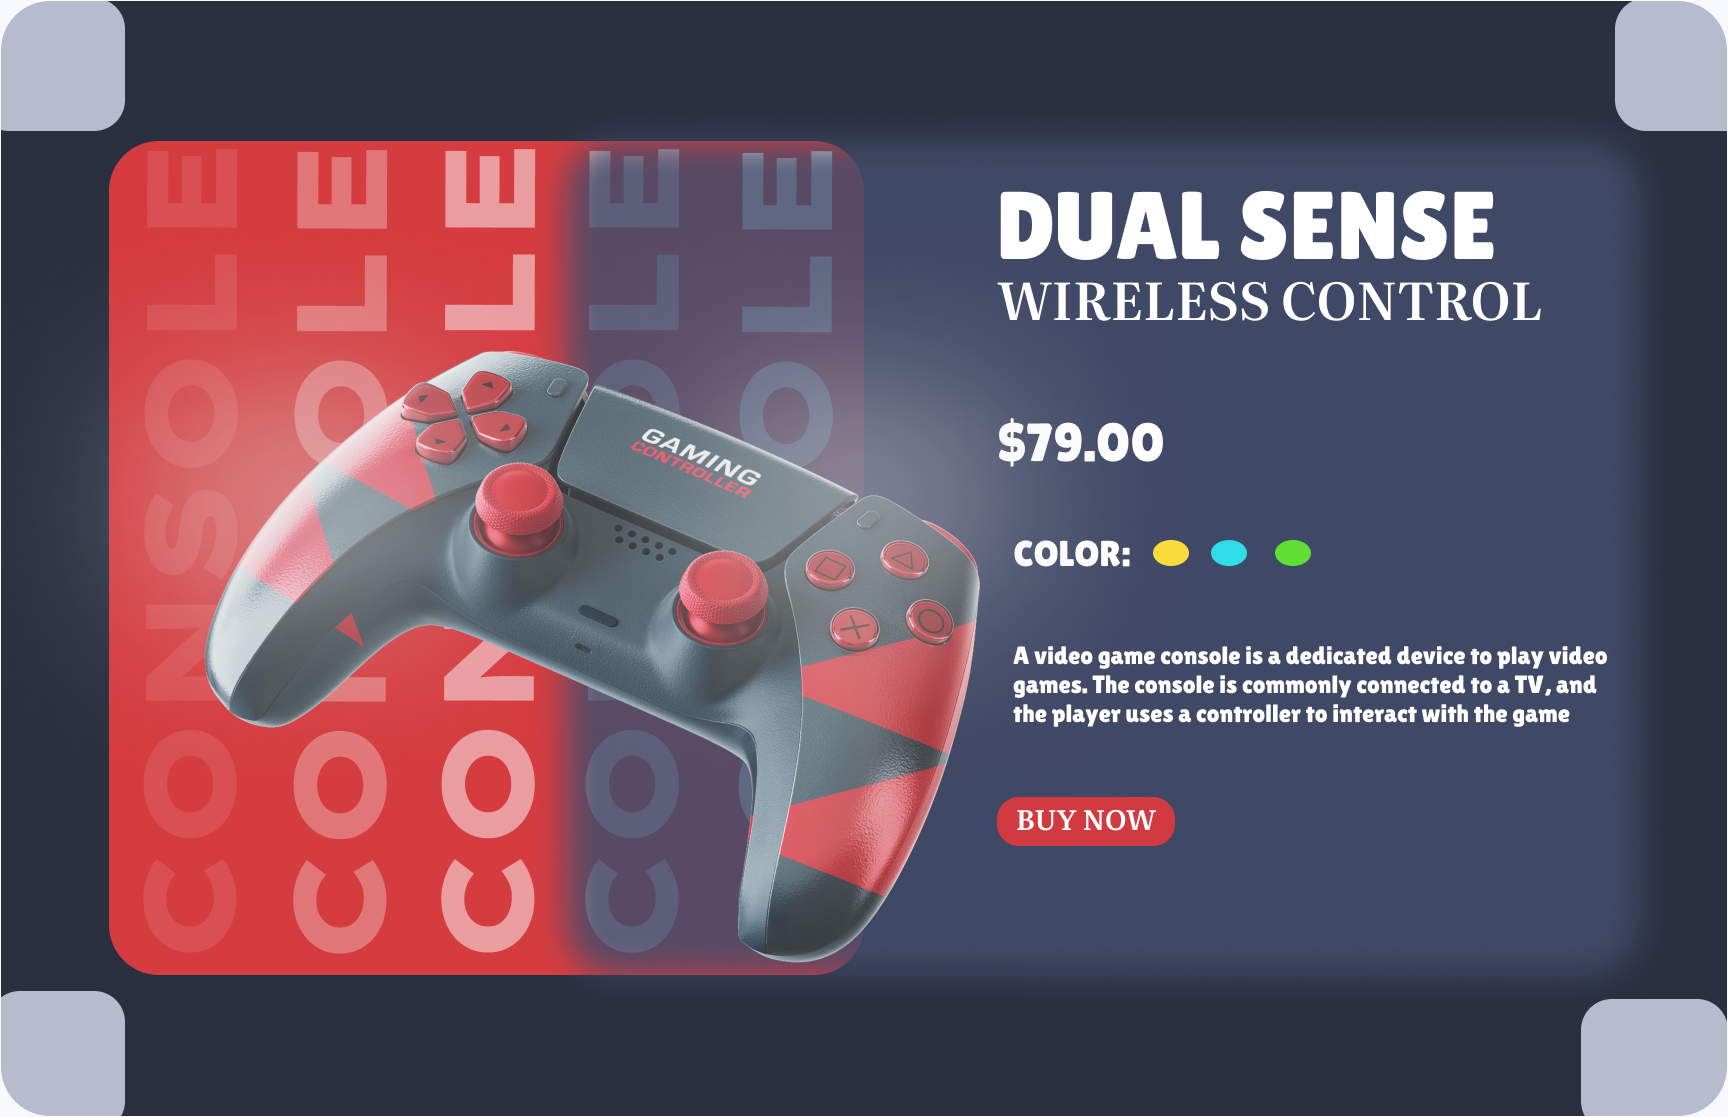 CONSOLE
CONSOLE
CONSOLE
CONSOLE
CONSOLE
GAMING
CONTROLLER
DUAL SENSE
WIRELESS CONTROL
$79.00
COLOR:
A video game console is a dedicated device to play video
games. The console is commonly connected to a TV, and
the player uses a controller to interact with the game
BUY NOW